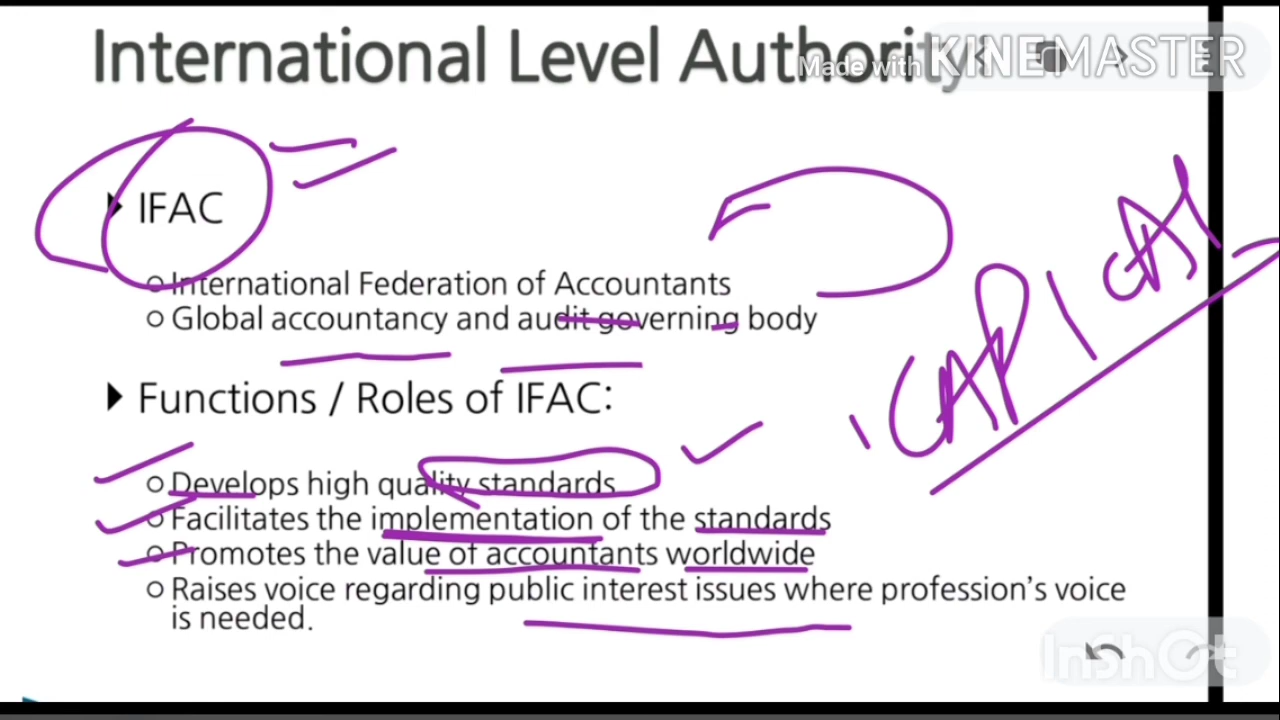 International Level Authority
Made with KINEMASTER
IFAC
International Federation of Accountants
Global accountancy and audit governing body
ICAP ICAI
Functions / Roles of IFAC:
Develops high quality standards
Facilitates the implementation of the standards
Promotes the value of accountants worldwide
Raises voice regarding public interest issues where profession's voice
is needed.
InShOt